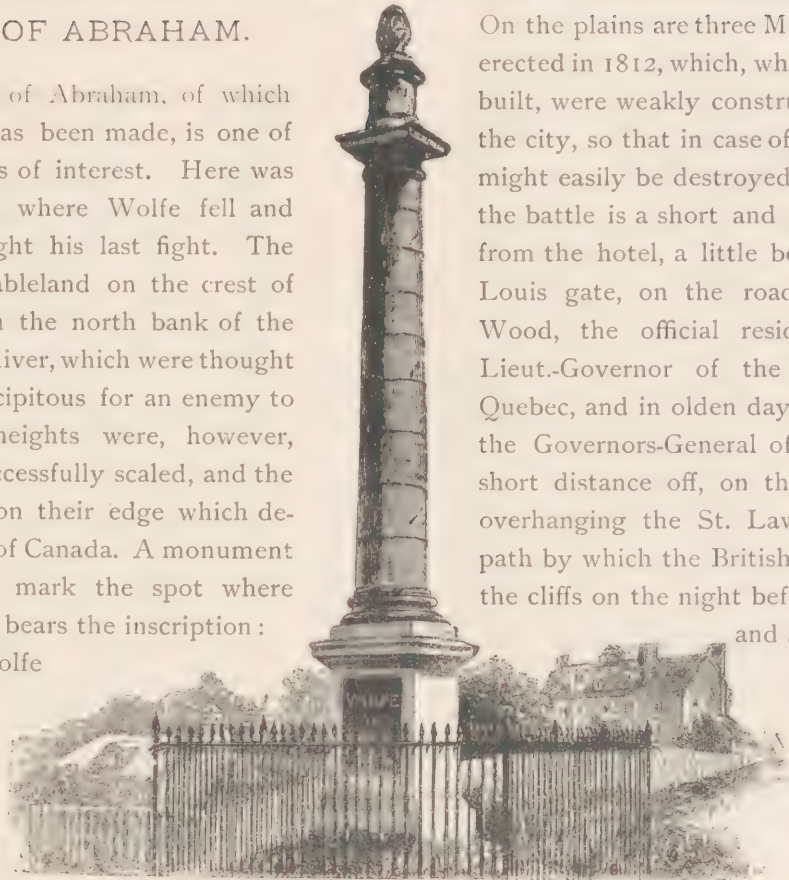 OF ABRAHAM.
of Abraham, of which
as been made, is one of
s of interest. Here was
where Wolfe fell and
ght his last fight. The
ableland on the crest of
n the north bank of the
iver, which were thought
cipitous for an enemy to
heights were, however,
ccessfully scaled, and the
on their edge which de-
of Canada. A monument
mark the spot where
bears the inscription:
olfe
On the plains are three M
erected in 1812, which, wh
built, were weakly constru
the city, so that in case of
might easily be destroyed
the battle is a short and
from the hotel, a little be
Louis gate, on the road
Wood, the official resid
Lieut.-Governor of the
Quebec, and in olden day
the Governors-General of
short distance off, on th
overhanging the St. Law
path by which the British
the cliffs on the night bef
and
WOLFE